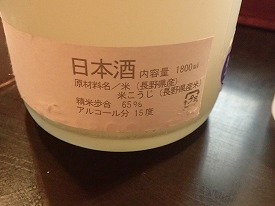 日本酒 内容量 1800ml
原材料名／米（長野県産）
米こうじ（長野県産米）
精米歩合 65%
アルコール分 15度